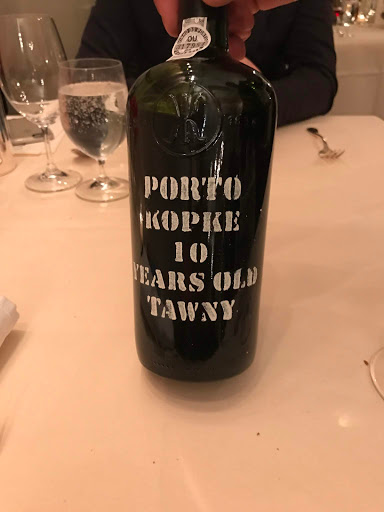 PORTO
KOPKE
10
YEARS OLD
TAWNY